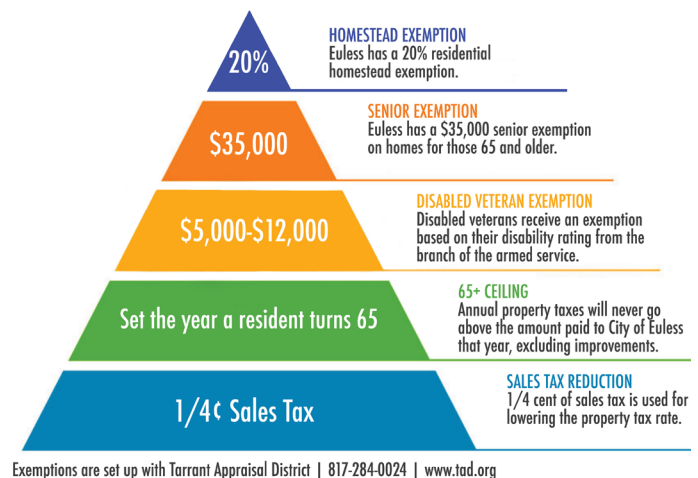 20%
HOMESTEAD EXEMPTION
Euless has a 20% residential
homestead exemption.
$35,000
SENIOR EXEMPTION
Euless has a $35,000 senior exemption
on homes for those 65 and older.
$5,000-$12,000
DISABLED VETERAN EXEMPTION
Disabled veterans receive an exemption
based on their disability rating from the
branch of the armed service.
Set the year a resident turns 65
65+ CEILING
Annual property taxes will never go
above the amount paid to City of Euless
that year, excluding improvements.
1/4¢ Sales Tax
SALES TAX REDUCTION
1/4 cent of sales tax is used for
lowering the property tax rate.
Exemptions are set up with Tarrant Appraisal District | 817-284-0024 | www.tad.org